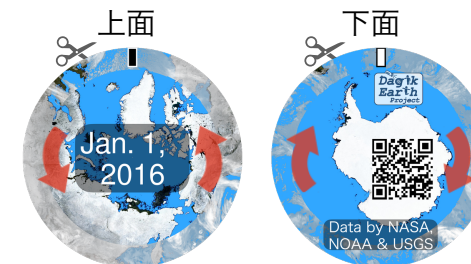 上面
下面
Jan. 1,
2016
Dagik
Earth
Project
Data by NASA,
NOAA & USGS